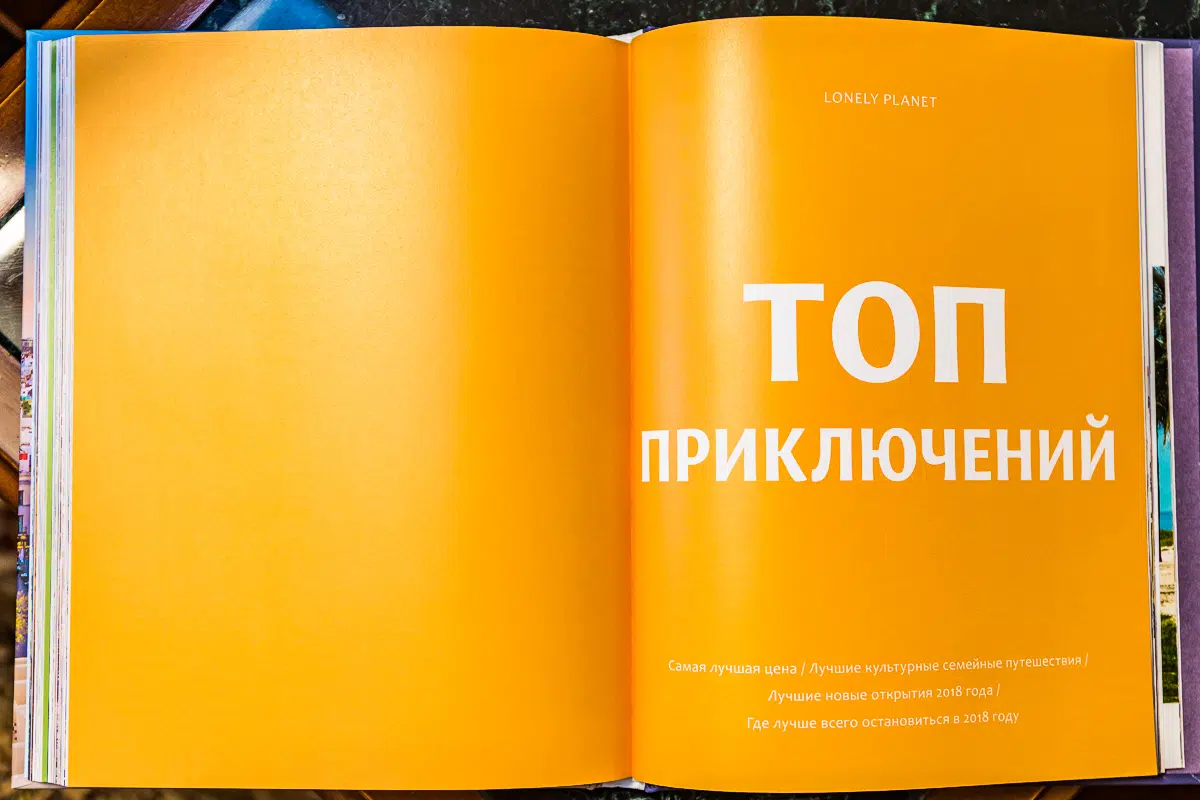 LONELY PLANET
ТОП
ПРИКЛЮЧЕНИЙ
Самая лучшая цена / Лучшие культурные семейные путешествия /
Лучшие новые открытия 2018 года /
Где лучше всего остановиться в 2018 году